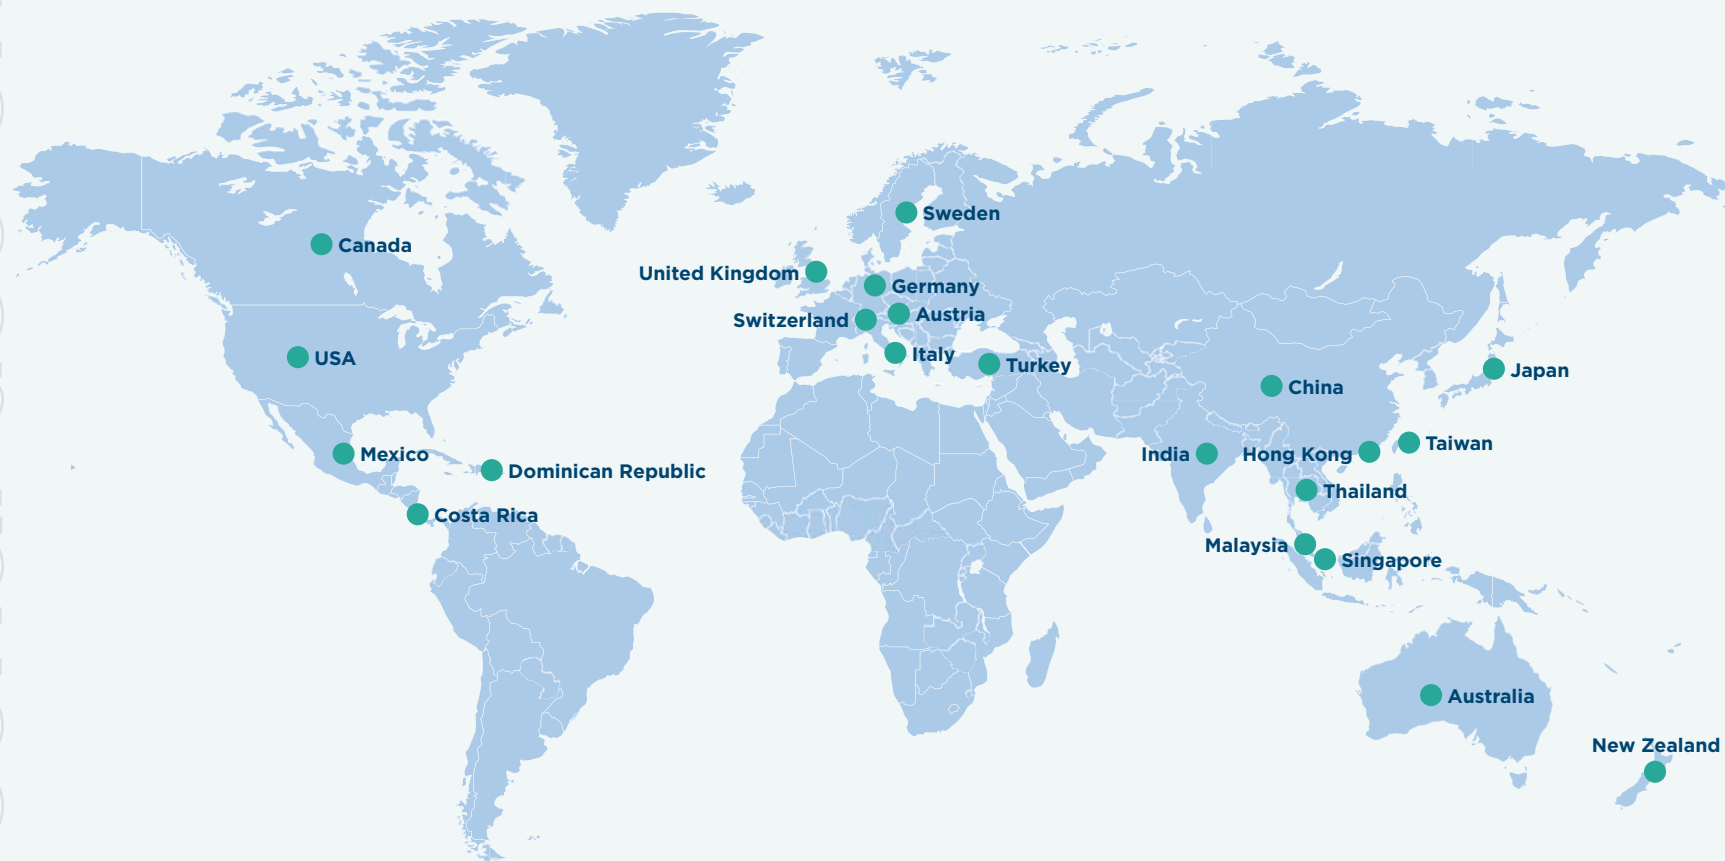 Sweden
Canada
United Kingdom
Germany
Austria
Switzerland
Italy
USA
Turkey
Japan
China
Taiwan
Mexico
India
Hong Kong
Dominican Republic
Thailand
Costa Rica
Malaysia
Singapore
Australia
New Zealand